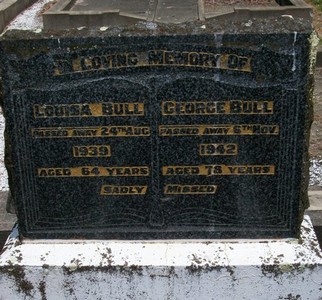 IN LOVING MEMORY OF
LOUISA BULL
PASSED AWAY 24TH AUG
1939
AGED 64 YEARS
GEORGE BULL
PASSED AWAY 6TH NOV
1942
AGED 78 YEARS
SADLY MISSED